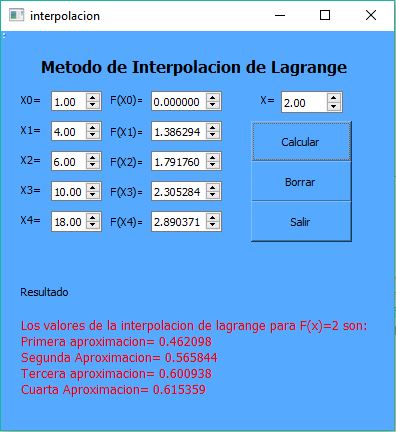 interpolacion
Metodo de Interpolacion de Lagrange
X0= 1.00 F(X0)= 0.000000 X= 2.00
X1= 4.00 F(X1)= 1.386294
Calcular
X2= 6.00 F(X2)= 1.791760
Borrar
X3= 10.00 F(X3)= 2.305284
X4= 18.00 F(X4)= 2.890371
Salir
Resultado
Los valores de la interpolacion de lagrange para F(x)=2 son:
Primera aproximacion= 0.462098
Segunda Aproximacion= 0.565844
Tercera aproximacion= 0.600938
Cuarta Aproximacion= 0.615359